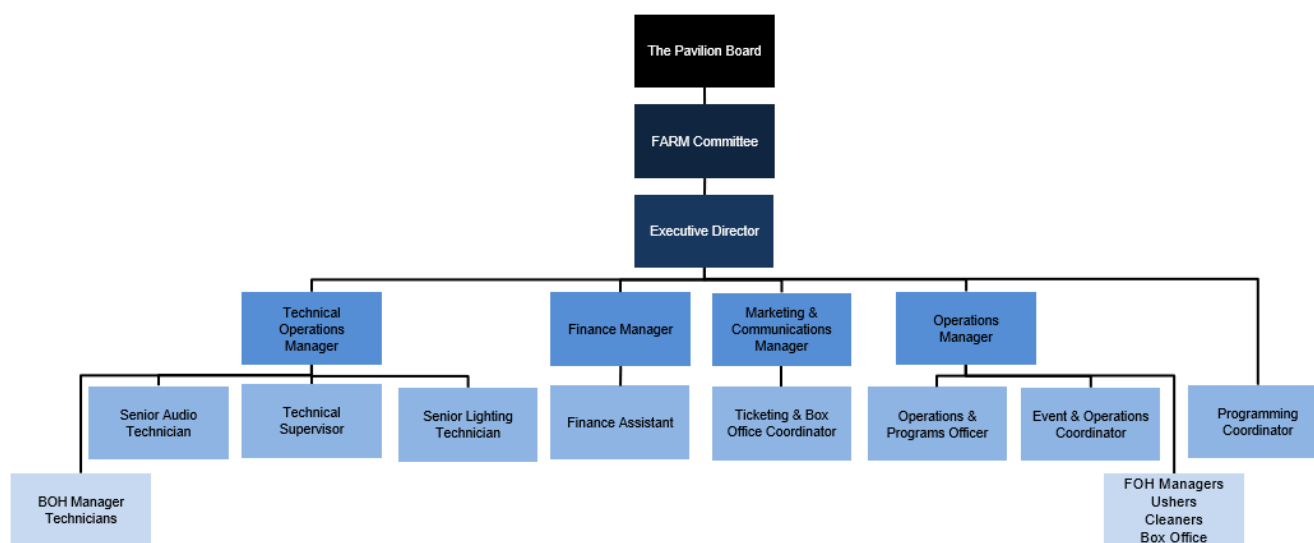 The Pavilion Board
FARM Committee
Executive Director
Technical
Operations
Manager
Finance Manager
Marketing &
Communications
Manager
Operations
Manager
Senior Audio
Technician
Technical
Supervisor
Senior Lighting
Technician
Finance Assistant
Ticketing & Box
Office Coordinator
Operations &
Programs Officer
Event & Operations
Coordinator
Programming
Coordinator
BOH Manager
Technicians
FOH Managers
Ushers
Cleaners
Box Office